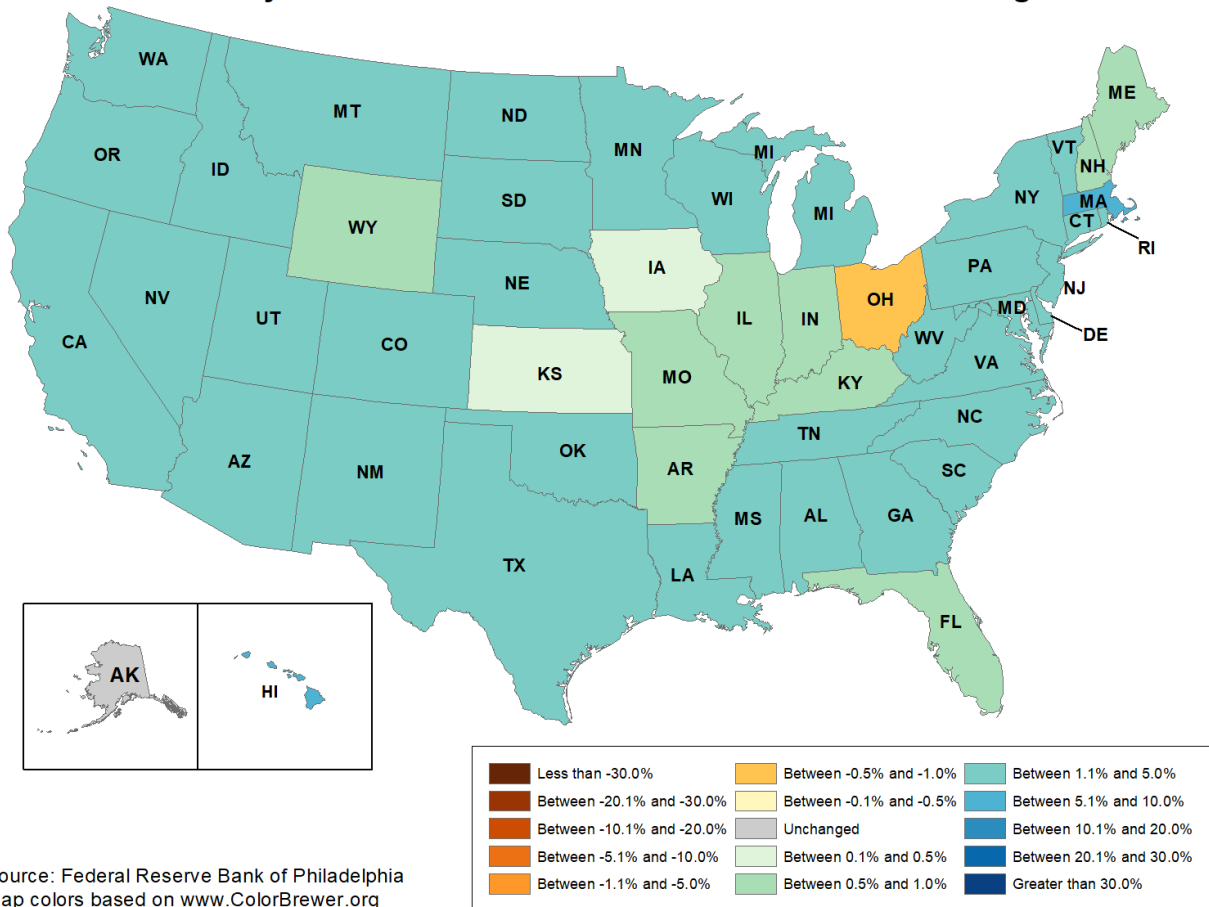 WA
MT
ND
MN
MI
VT
NH
ME
OR
ID
SD
WI
MI
NY
MA
CT
RI
WY
NE
IA
PA
NJ
NV
UT
CO
IL
IN
OH
MD
DE
WV
VA
CA
KS
MO
KY
NC
AZ
NM
OK
AR
TN
SC
MS
AL
GA
TX
LA
FL
AK
HI
Less than -30.0%
Between -20.1% and -30.0%
Between -10.1% and -20.0%
Between -5.1% and -10.0%
Between -1.1% and -5.0%
Between -0.5% and -1.0%
Between -0.1% and -0.5%
Unchanged
Between 0.1% and 0.5%
Between 0.5% and 1.0%
Between 1.1% and 5.0%
Between 5.1% and 10.0%
Between 10.1% and 20.0%
Between 20.1% and 30.0%
Greater than 30.0%
ource: Federal Reserve Bank of Philadelphia
ap colors based on www.ColorBrewer.org